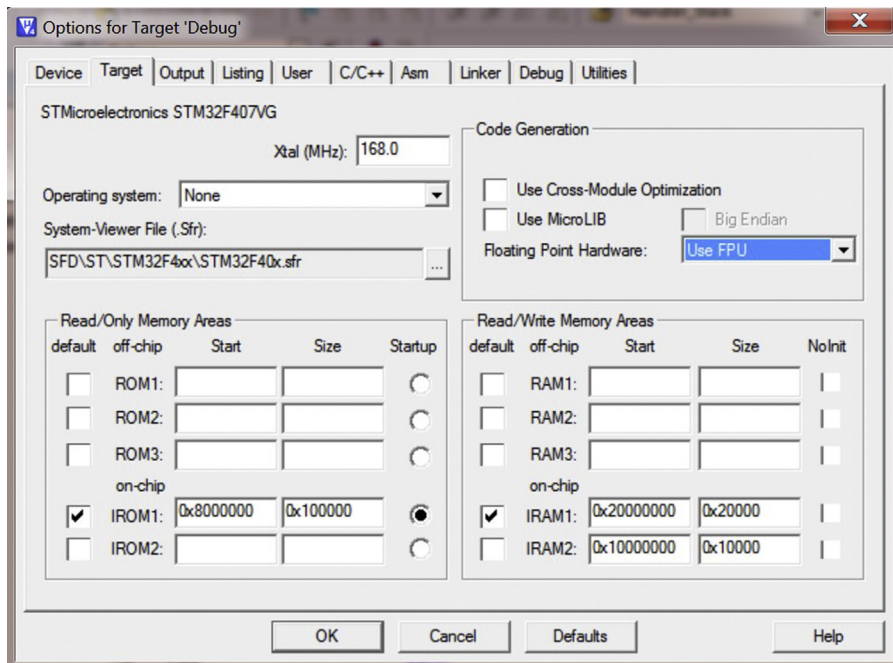 Options for Target 'Debug'
Device Target Output Listing User C/C++ Asm Linker Debug Utilities
STMicroelectronics STM32F407VG
Xtal (MHz): 168.0
Operating system: None
System-Viewer File (.Sfr):
SFD\ST\STM32F4xx\STM32F40x.sfr ...
Code Generation
Use Cross-Module Optimization
Use MicroLIB Big Endian
Floating Point Hardware: Use FPU
Read/Only Memory Areas
default off-chip Start Size Startup
ROM1:
ROM2:
ROM3:
on-chip
IROM1: 0x8000000 0x100000
IROM2:
Read/Write Memory Areas
default off-chip Start Size NoInit
RAM1:
RAM2:
RAM3:
on-chip
IRAM1: 0x20000000 0x20000
IRAM2: 0x10000000 0x10000
OK Cancel Defaults Help